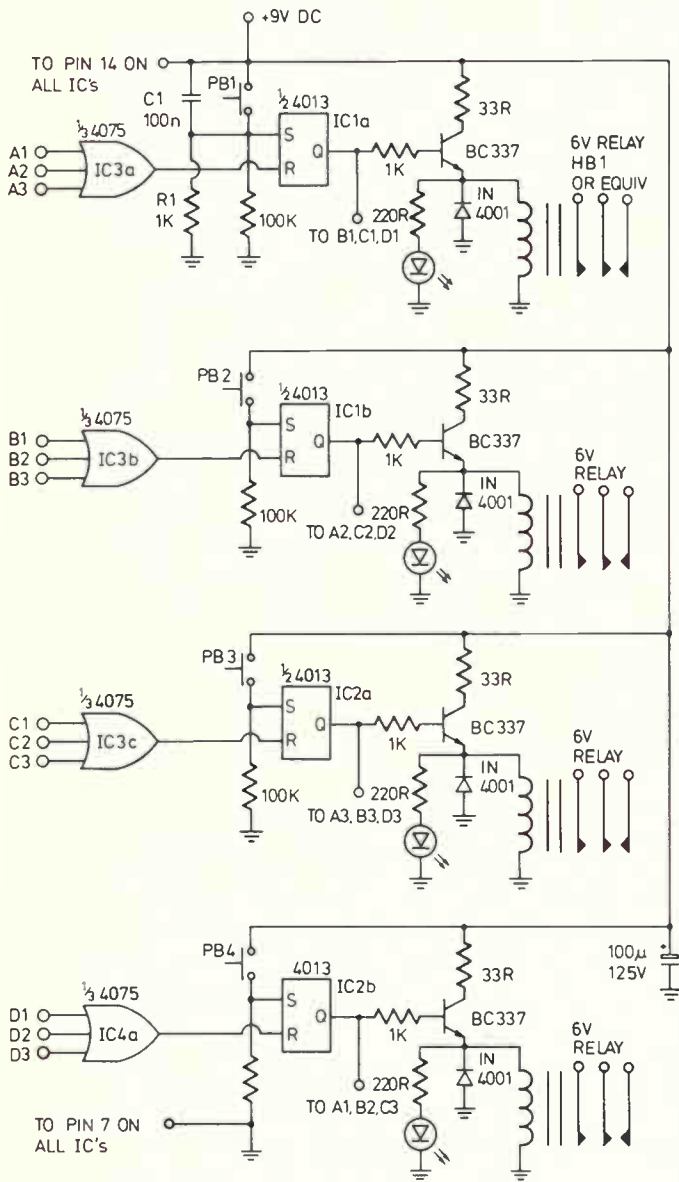 +9V DC
TO PIN 14 ON
ALL IC's
C1
100n
PB1
1/2 4013
IC1a
33R
BC337
6V RELAY
HB1
OR EQUIV
1/3 4075
A1
A2
A3
IC3a
S
R
Q
1K
R1
1K
100K
TO B1,C1,D1
220R
IN
4001
PB2
1/2 4013
IC1b
33R
BC337
1/3 4075
B1
B2
B3
IC3b
S
R
Q
1K
100K
TO A2,C2,D2
220R
IN
4001
6V
RELAY
PB3
1/2 4013
IC2a
33R
BC337
1/3 4075
C1
C2
C3
IC3c
S
R
Q
1K
100K
TO A3,B3,D3
220R
IN
4001
6V
RELAY
PB4
4013
IC2b
33R
BC337
100μ
125V
+
1/3 4075
D1
D2
D3
IC4a
S
R
Q
1K
TO A1,B2,C3
220R
IN
4001
6V
RELAY
TO PIN 7 ON
ALL IC's